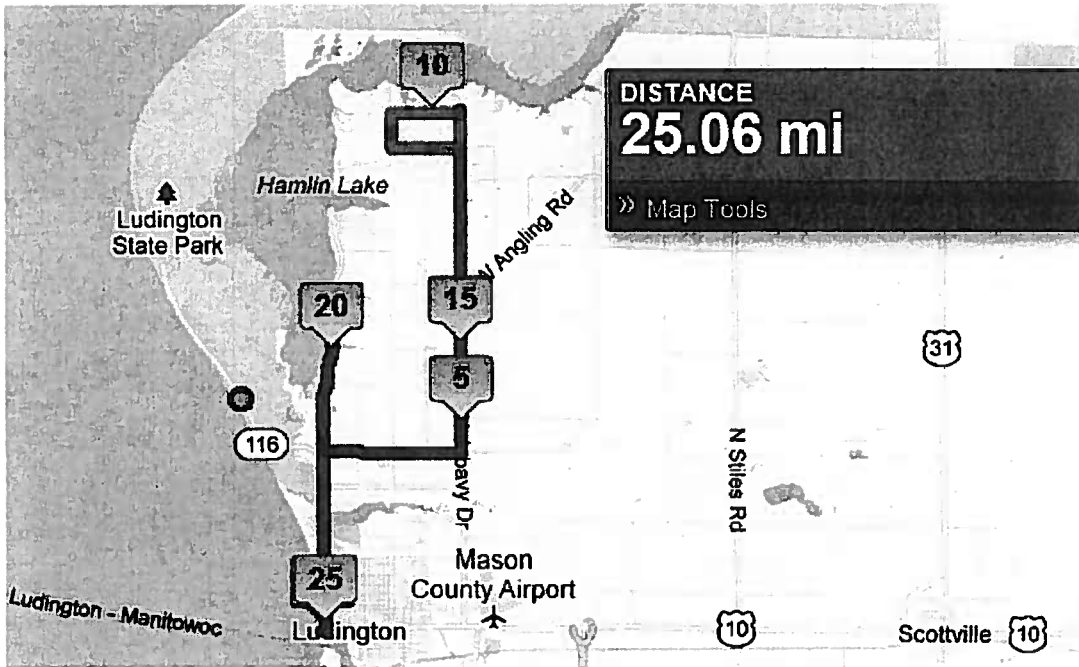 10
DISTANCE
25.06 mi
» Map Tools
Hamlin Lake
Ludington
State Park
Angling Rd
20
15
5
31
116
N Stiles Rd
Dr
Mason
County Airport
25
Ludington - Manitowoc
Ludington
10
Scottville
10